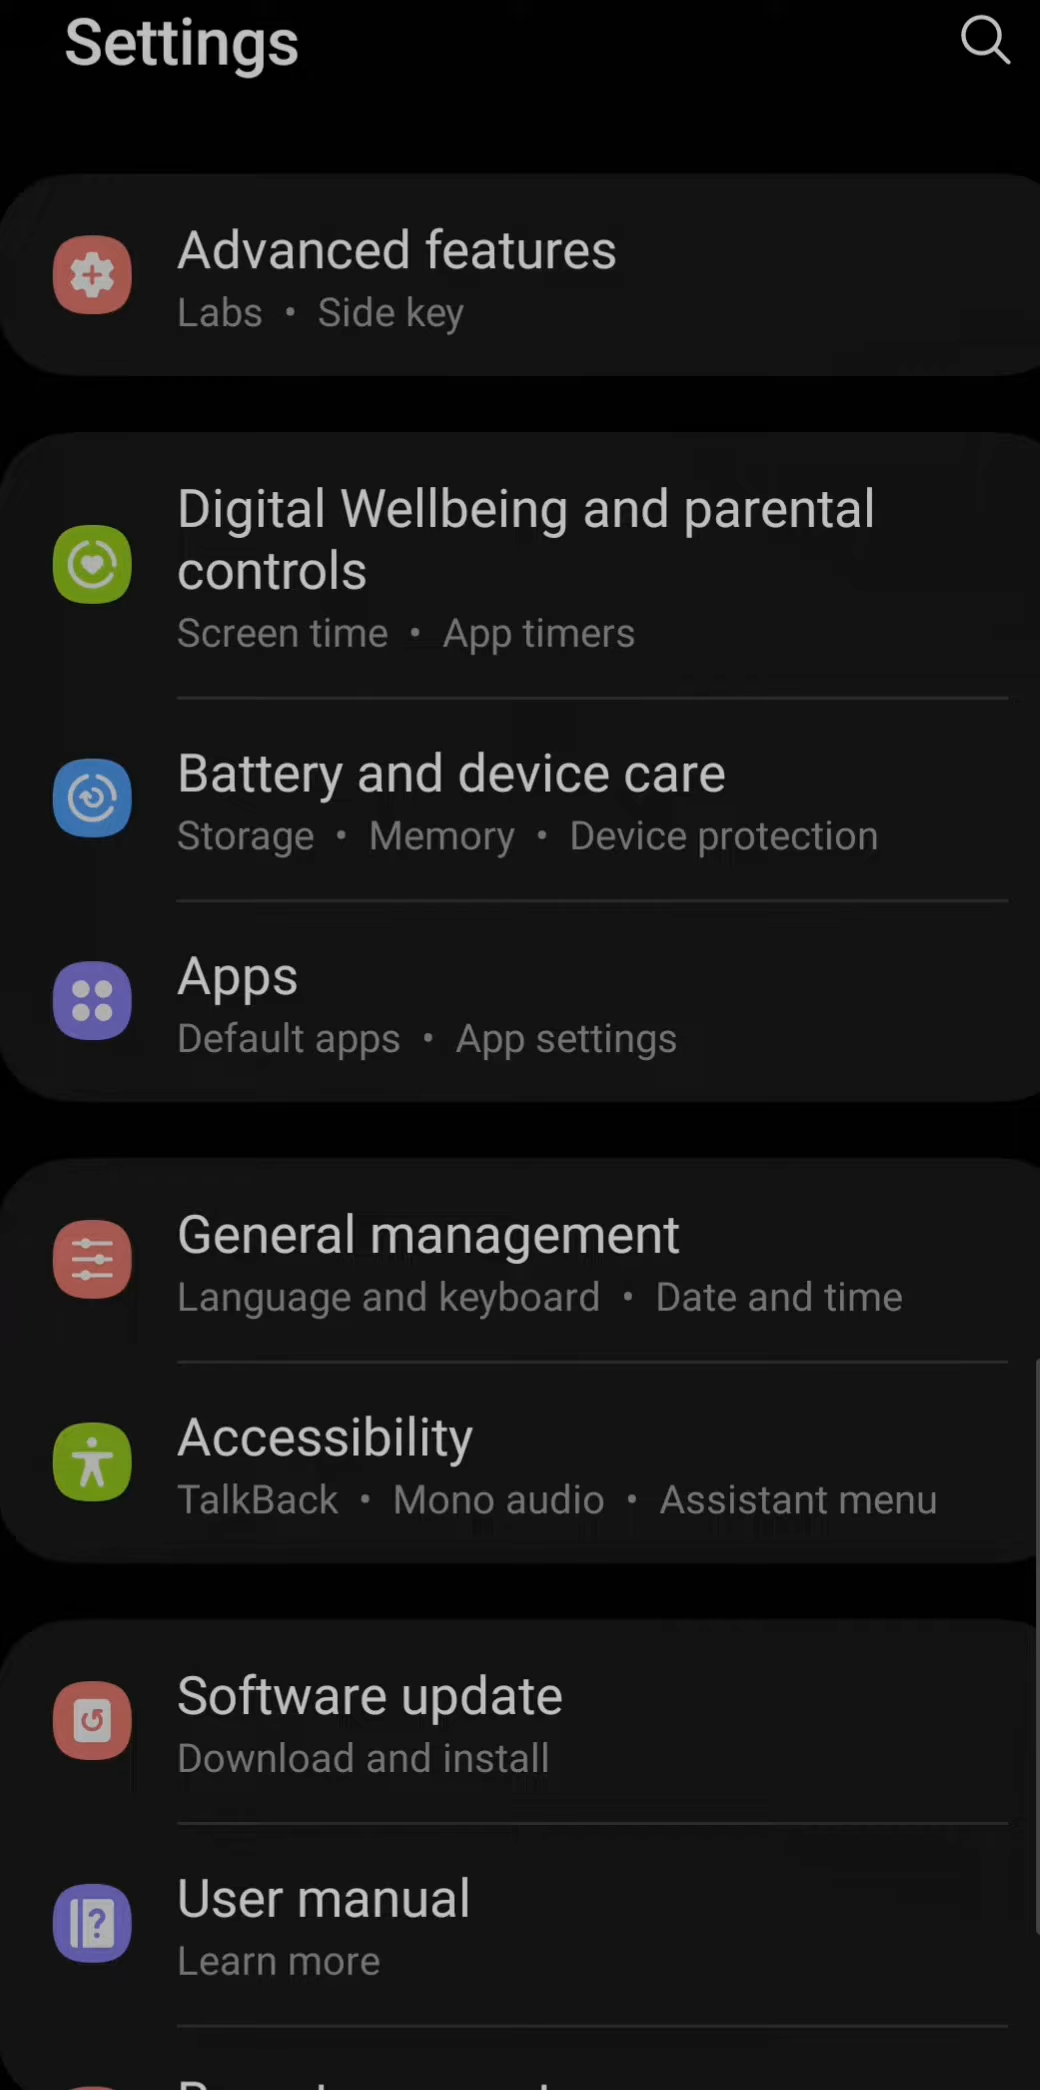 Settings
Advanced features
Labs • Side key
Digital Wellbeing and parental
controls
Screen time • App timers
Battery and device care
Storage • Memory • Device protection
Apps
Default apps • App settings
General management
Language and keyboard • Date and time
Accessibility
TalkBack • Mono audio • Assistant menu
Software update
Download and install
User manual
Learn more